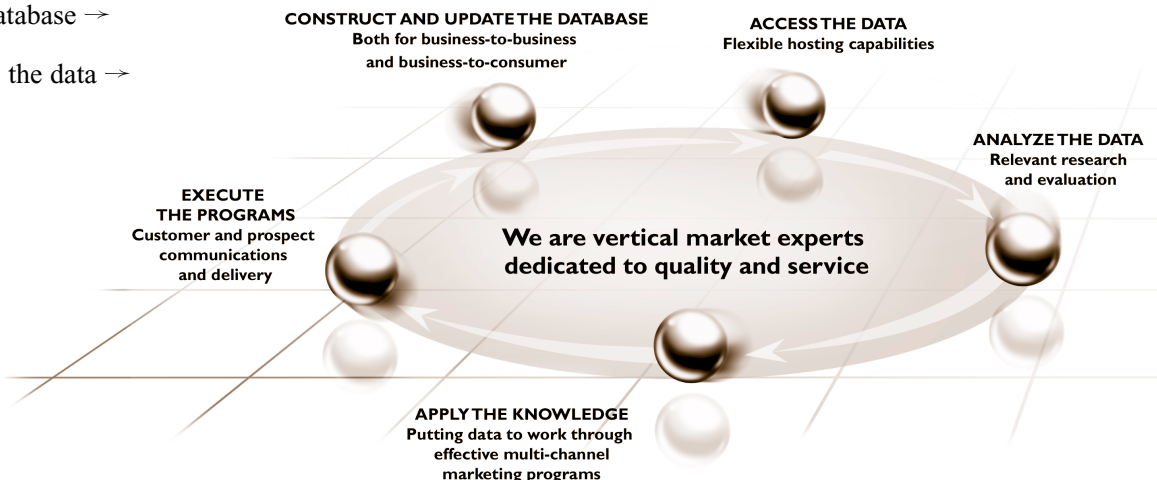 the data →
CONSTRUCT AND UPDATE THE DATABASE
Both for business-to-business
and business-to-consumer
ACCESS THE DATA
Flexible hosting capabilities
ANALYZE THE DATA
Relevant research
and evaluation
EXECUTE
THE PROGRAMS
Customer and prospect
communications
and delivery
We are vertical market experts
dedicated to quality and service
APPLY THE KNOWLEDGE
Putting data to work through
effective multi-channel
marketing programs